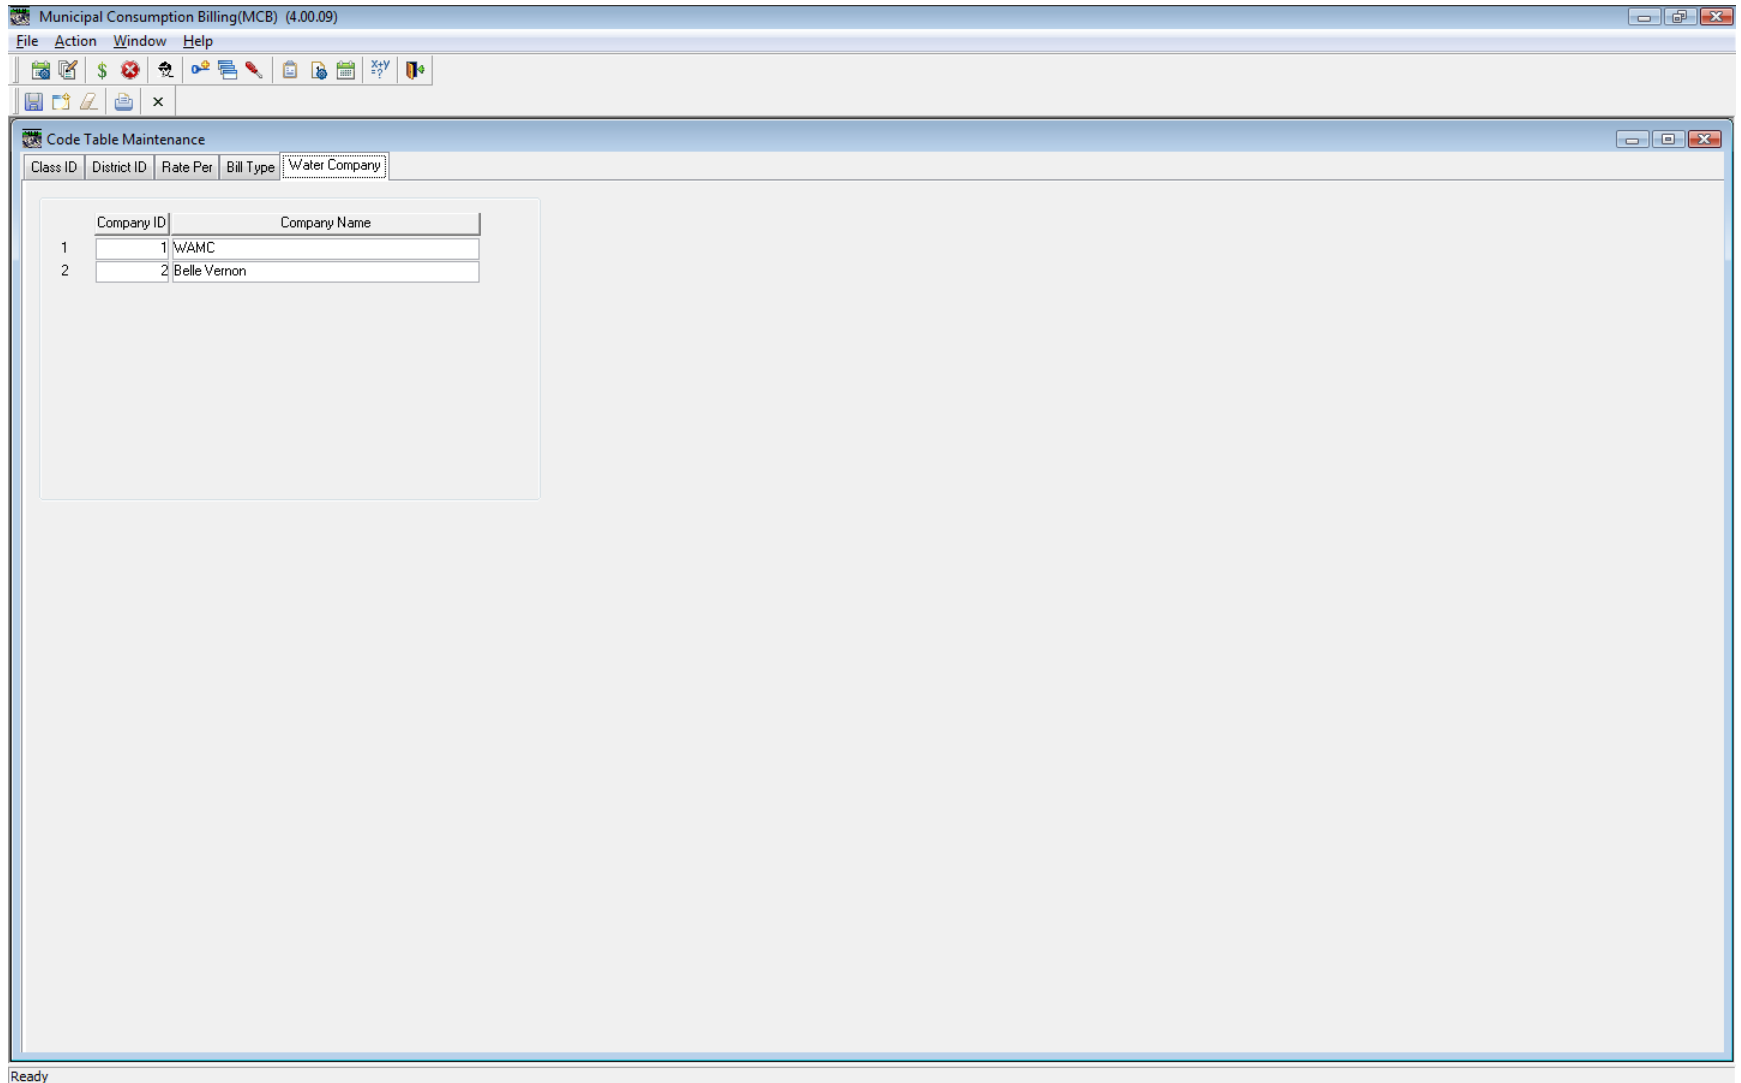 Municipal Consumption Billing(MCB) (4.00.09)
File Action Window Help
X+Y
=?
Code Table Maintenance
Class ID District ID Rate Per Bill Type Water Company
Company ID Company Name
1 1 WAMC
2 2 Belle Vernon
Ready